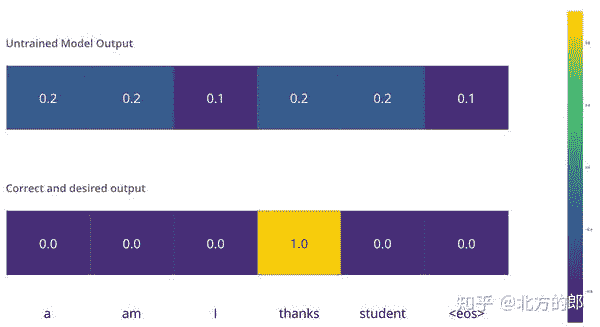 Untrained Model Output
0.2 0.2 0.1 0.2 0.2 0.1
Correct and desired output
0.0 0.0 0.0 1.0 0.0 0.0
a am I thanks student <eos>
知乎 @北方的郎